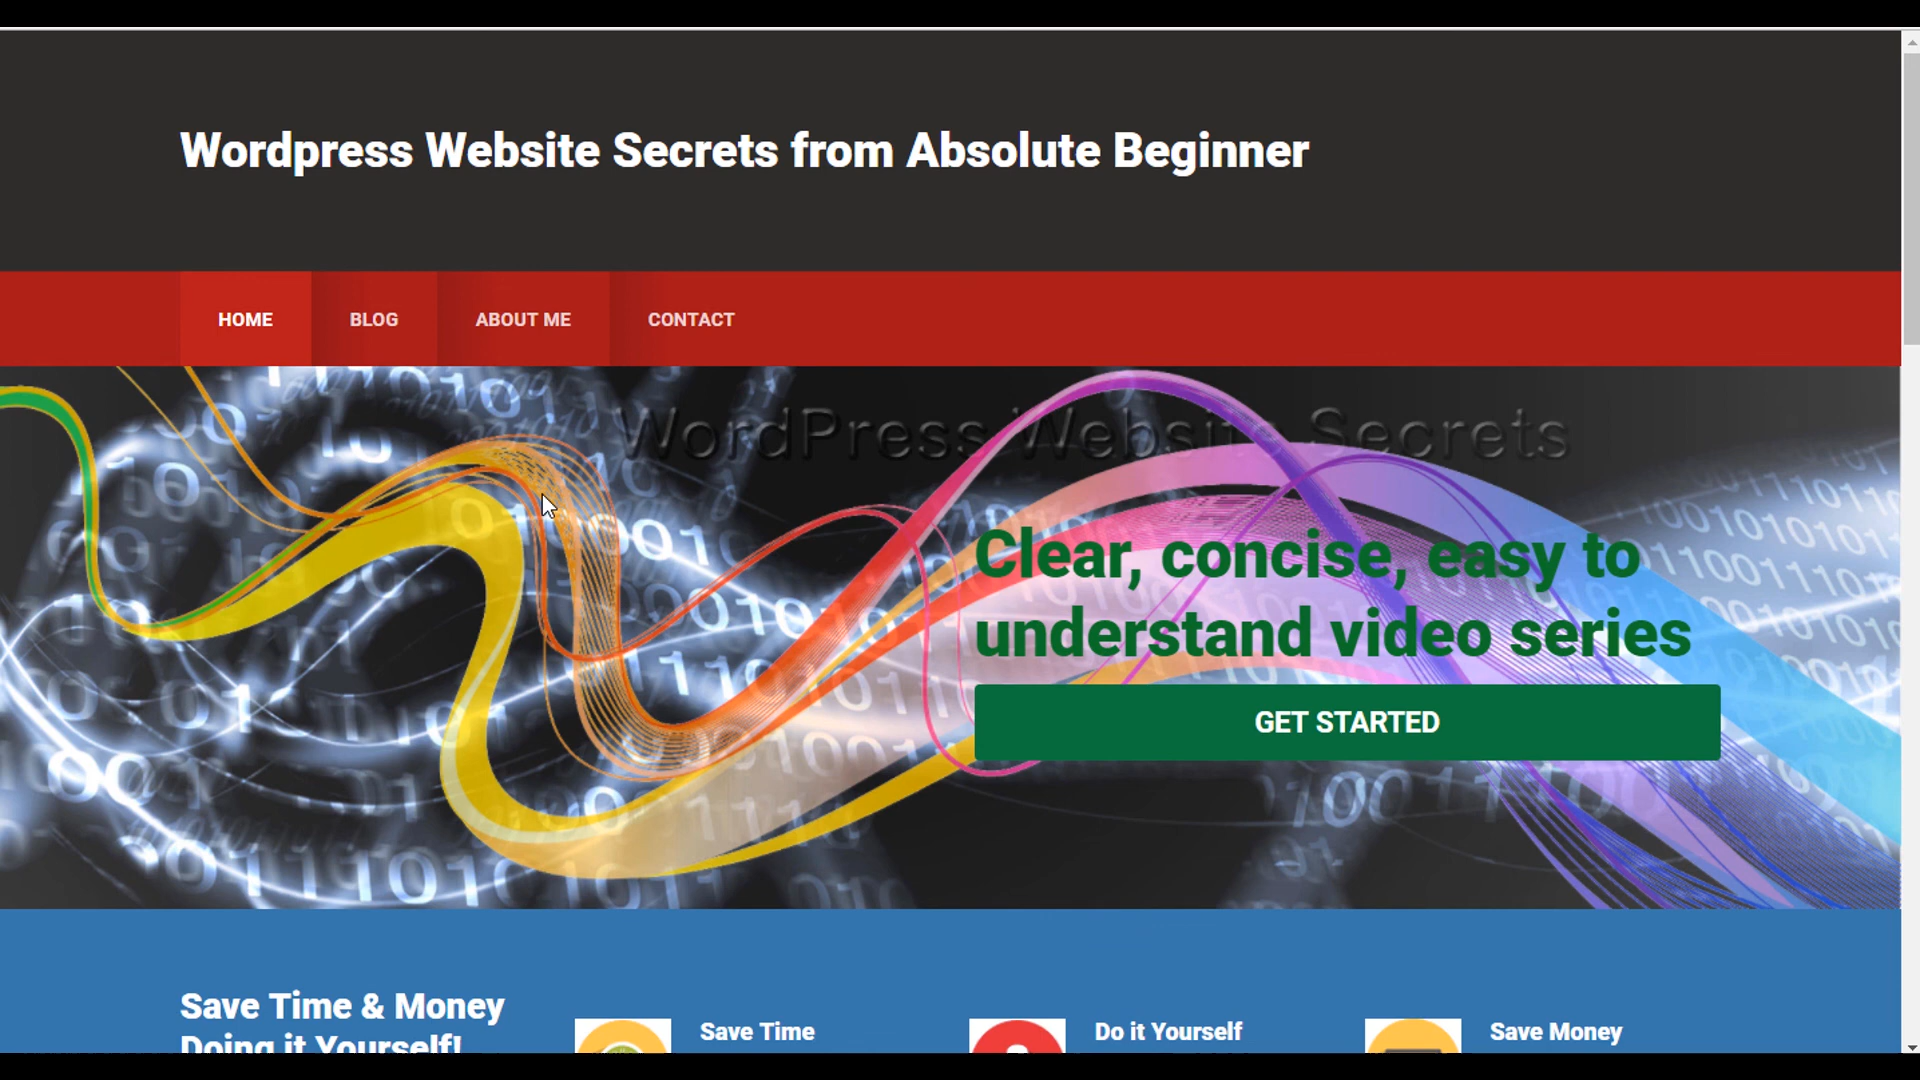 Wordpress Website Secrets from Absolute Beginner
HOME BLOG ABOUT ME CONTACT
WordPress Website Secrets
Clear, concise, easy to
understand video series
GET STARTED
Save Time & Money
Doing it Yourself!
Save Time
Do it Yourself
Save Money